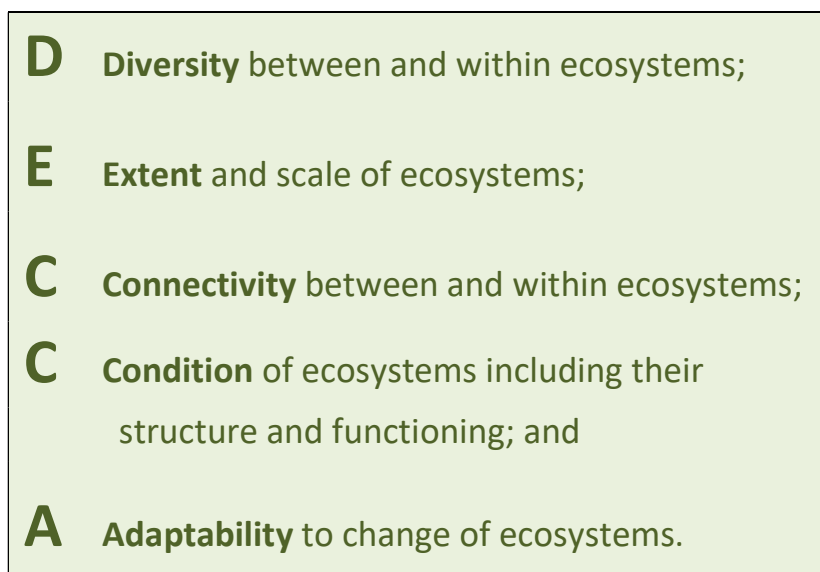 D Diversity between and within ecosystems;
E Extent and scale of ecosystems;
C Connectivity between and within ecosystems;
C Condition of ecosystems including their
structure and functioning; and
A Adaptability to change of ecosystems.